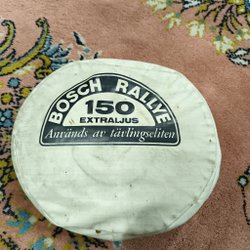 BOSCH RALLYE
150
EXTRALJUS
Används av tävlingseliten